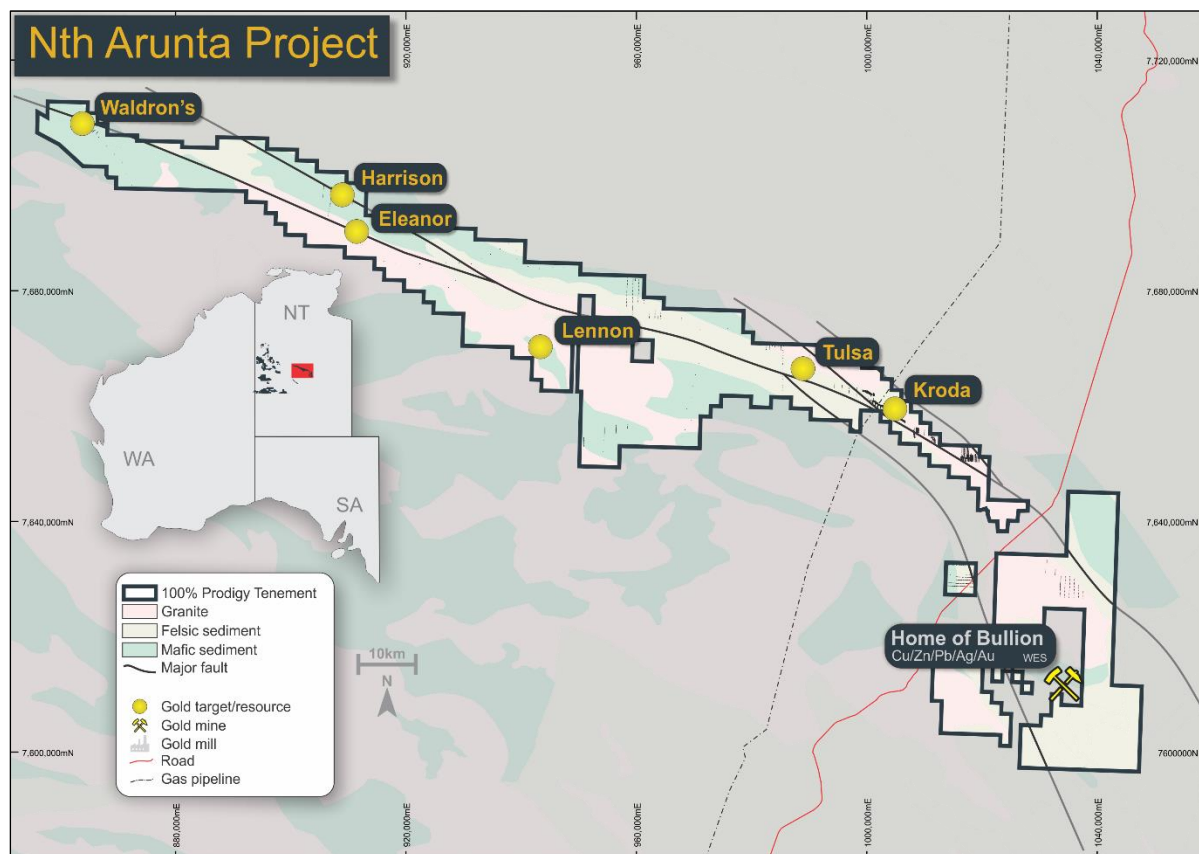 Nth Arunta Project
920,000mE
960,000mE
1000,000mE
1040,000mE
7,720,000mN
7,720,000mN
Waldron's
Harrison
Eleanor
7,680,000mN
7,680,000mN
NT
Lennon
Tulsa
Kroda
WA
SA
7,640,000mN
7,640,000mN
100% Prodigy Tenement
Granite
Felsic sediment
Mafic sediment
Major fault
Gold target/resource
Gold mine
Gold mill
Road
Gas pipeline
10km
N
Home of Bullion
Cu/Zn/Pb/Ag/Au WES
7,600,000mN
7600000N
880,000mE
920,000mE
960,000mE
1000,000mE
1040,000mE